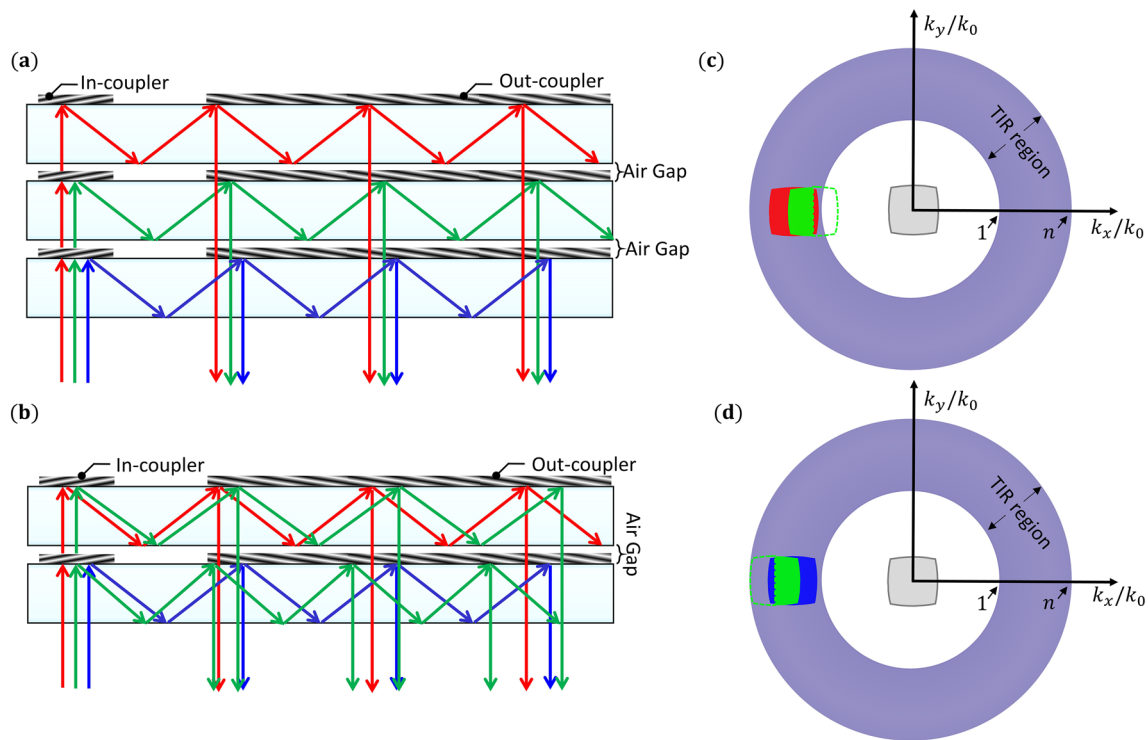 (a)
In-coupler
Out-coupler
Air Gap
Air Gap
(b)
In-coupler
Out-coupler
Air Gap
(c)
k_y/k_0
TIR region
1
n
k_x/k_0
(d)
k_y/k_0
TIR region
1
n
k_x/k_0